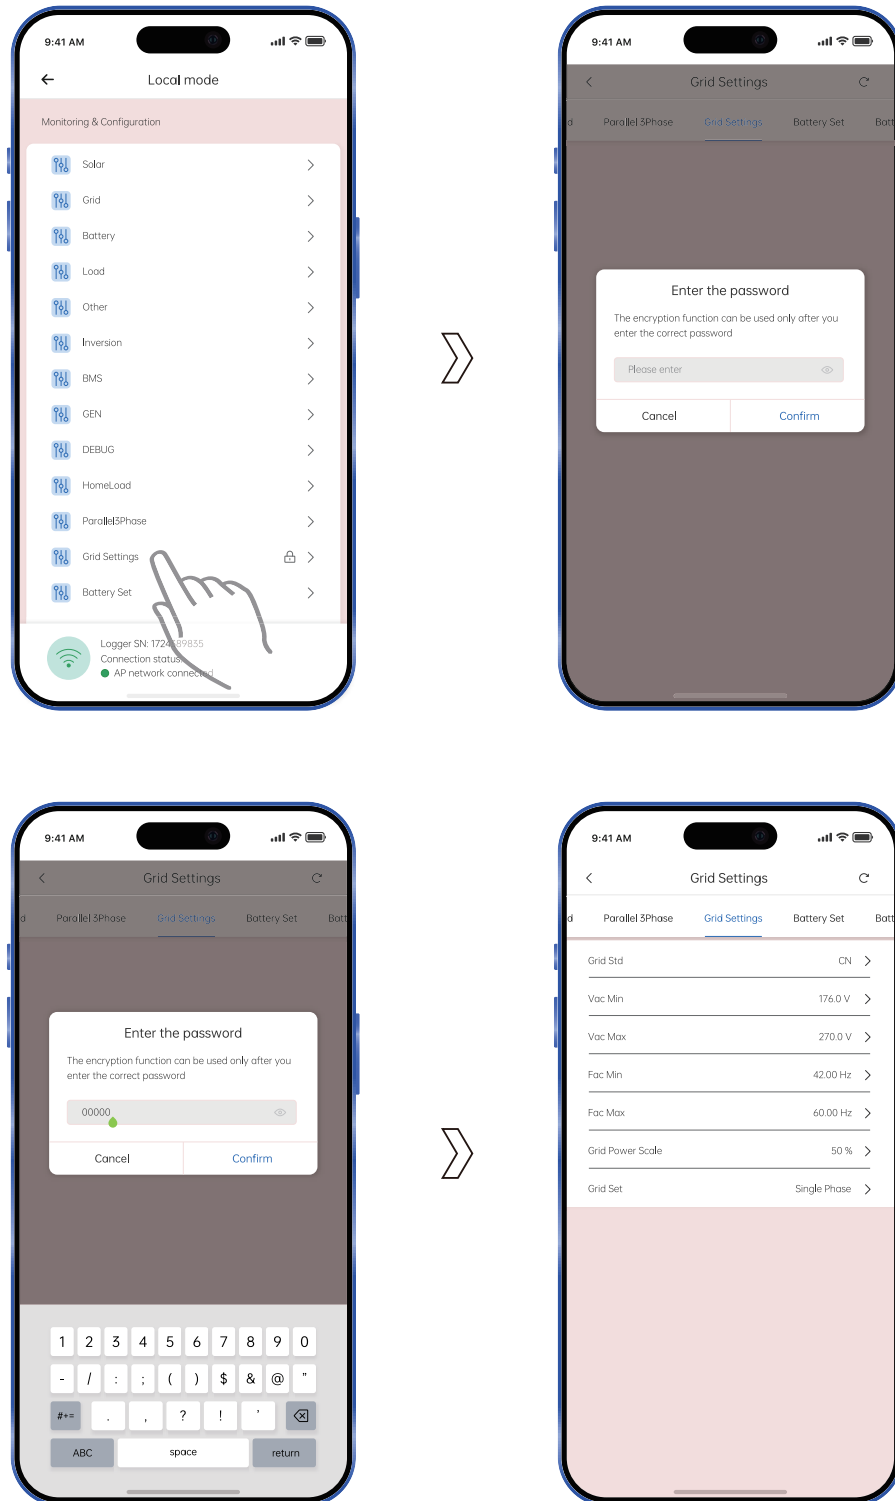 9:41 AM
Local mode
Monitoring & Configuration
Solar
Grid
Battery
Load
Other
Inversion
BMS
GEN
DEBUG
HomeLoad
Parallel3Phase
Grid Settings
Battery Set
Logger SN: 1724689835
Connection status
AP network connected
9:41 AM
Grid Settings
d Parallel 3Phase Grid Settings Battery Set Batt
Enter the password
The encryption function can be used only after you
enter the correct password
Please enter
Cancel Confirm
9:41 AM
Grid Settings
d Parallel 3Phase Grid Settings Battery Set Batt
Enter the password
The encryption function can be used only after you
enter the correct password
00000
Cancel Confirm
1 2 3 4 5 6 7 8 9 0
- / : ; ( ) $ & @ "
#+= . , ? ! '
ABC space return
9:41 AM
Grid Settings
d Parallel 3Phase Grid Settings Battery Set Batt
Grid Std CN
Vac Min 176.0 V
Vac Max 270.0 V
Fac Min 42.00 Hz
Fac Max 60.00 Hz
Grid Power Scale 50 %
Grid Set Single Phase